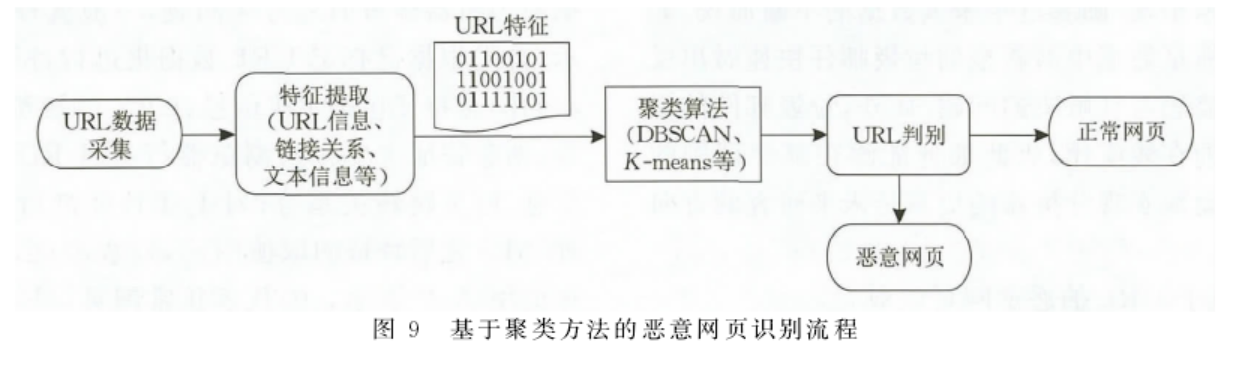 URL特征
01100101
11001001
01111101
URL数据
采集
特征提取
(URL信息、
链接关系、
文本信息等)
聚类算法
(DBSCAN、
K-means等)
URL判别
正常网页
恶意网页
图 9 基于聚类方法的恶意网页识别流程